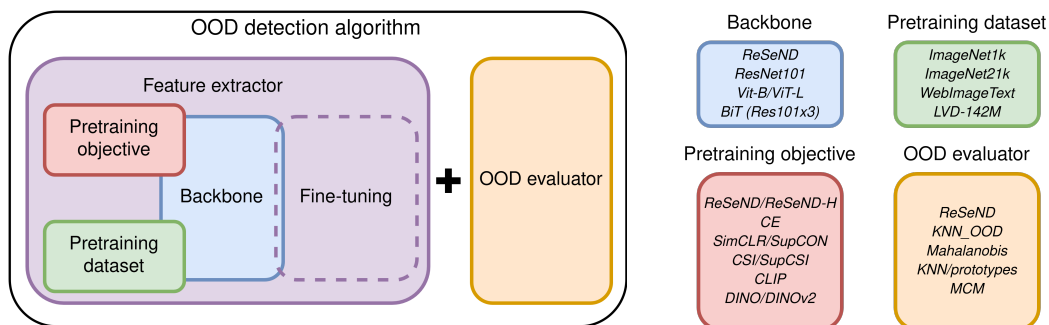 OOD detection algorithm
Feature extractor
Pretraining
objective
Backbone
Fine-tuning
Pretraining
dataset
+
OOD evaluator
Backbone
ReSeND
ResNet101
Vit-B/ViT-L
BiT (Res101x3)
Pretraining dataset
ImageNet1k
ImageNet21k
WebImageText
LVD-142M
Pretraining objective
ReSeND/ReSeND-H
CE
SimCLR/SupCON
CSI/SupCSI
CLIP
DINO/DINOv2
OOD evaluator
ReSeND
KNN_OOD
Mahalanobis
KNN/prototypes
MCM